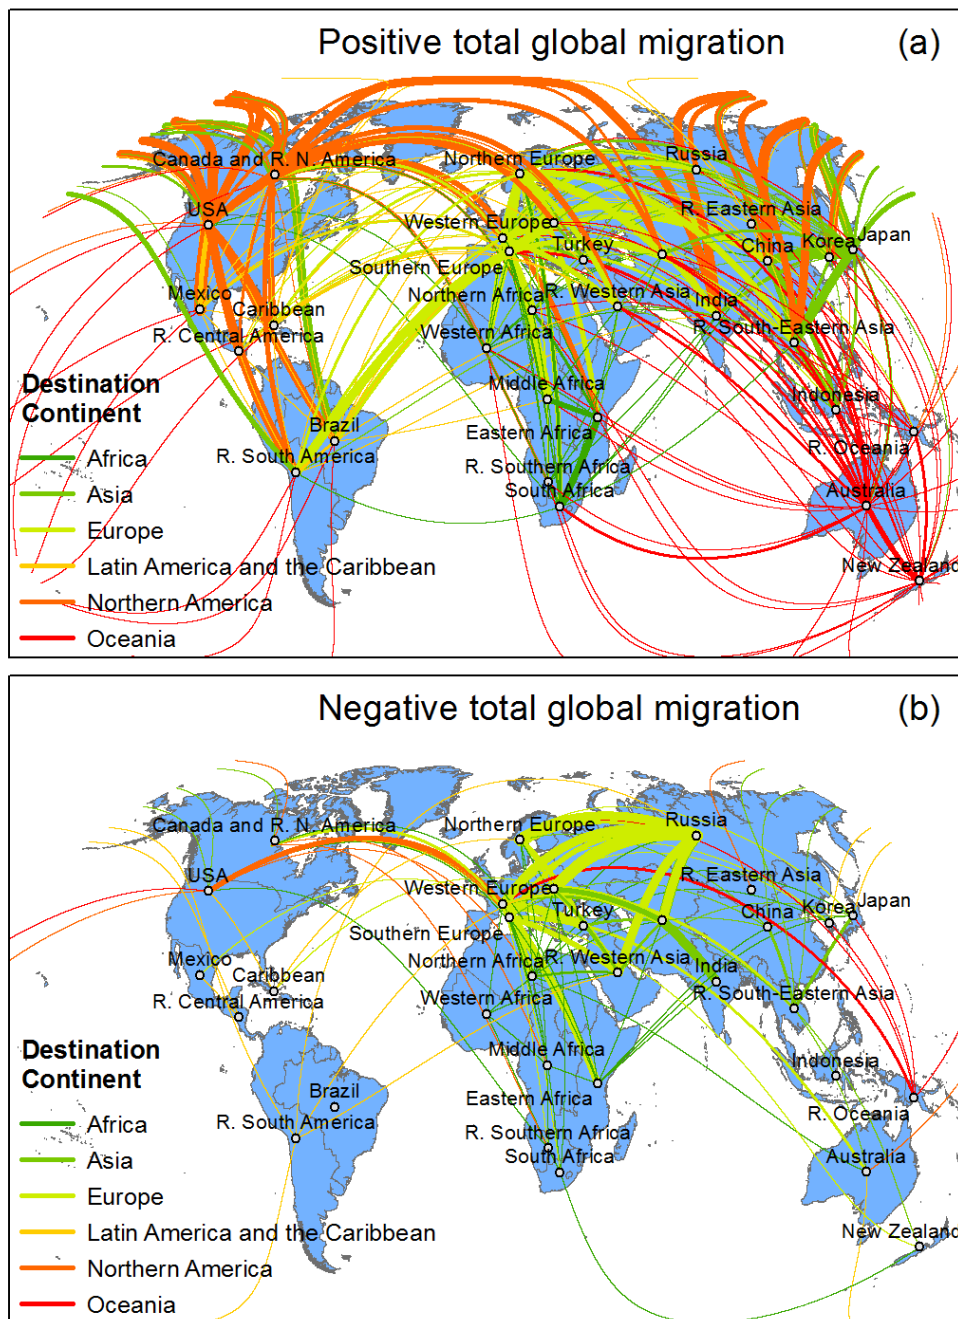 Positive total global migration (a)
Canada and R. N. America
Northern Europe
Russia
USA
Western Europe
R. Eastern Asia
Turkey
China
Korea
Japan
Southern Europe
Mexico
Caribbean
Northern Africa
R. Western Asia
India
R. Central America
Western Africa
R. South-Eastern Asia
Destination
Continent
Middle Africa
Indonesia
Brazil
Eastern Africa
R. Oceania
R. South America
R. Southern Africa
South Africa
Australia
New Zealand
Africa
Asia
Europe
Latin America and the Caribbean
Northern America
Oceania
Negative total global migration (b)
Canada and R. N. America
Northern Europe
Russia
USA
Western Europe
R. Eastern Asia
Turkey
China
Korea
Japan
Southern Europe
Mexico
Caribbean
Northern Africa
R. Western Asia
India
R. Central America
Western Africa
R. South-Eastern Asia
Destination
Continent
Middle Africa
Indonesia
Brazil
Eastern Africa
R. Oceania
R. South America
R. Southern Africa
South Africa
Australia
New Zealand
Africa
Asia
Europe
Latin America and the Caribbean
Northern America
Oceania